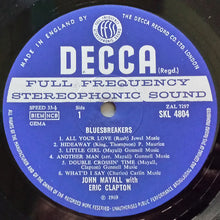 MADE IN ENGLAND THE DECCA RECORD CO. LTD.
DECCA
(Regd.)
FULL FREQUENCY
STEREOPHONIC SOUND
SPEED 33⅓
BIEM NCB
GEMA
Side
1
ZAL 7257
SKL 4804
BLUESBREAKERS
1. ALL YOUR LOVE (Rush) Jewel Music
2. HIDEAWAY (King, Thompson) P. Maurice
3. LITTLE GIRL (Mayall) Gunnell Music
4. ANOTHER MAN (arr. Mayall) Gunnell Music
5. DOUBLE CROSSIN' TIME (Mayall,
Clapton) Gunnell Music
6. WHAT'D I SAY (Charles) Carlin Music
JOHN MAYALL with
ERIC CLAPTON